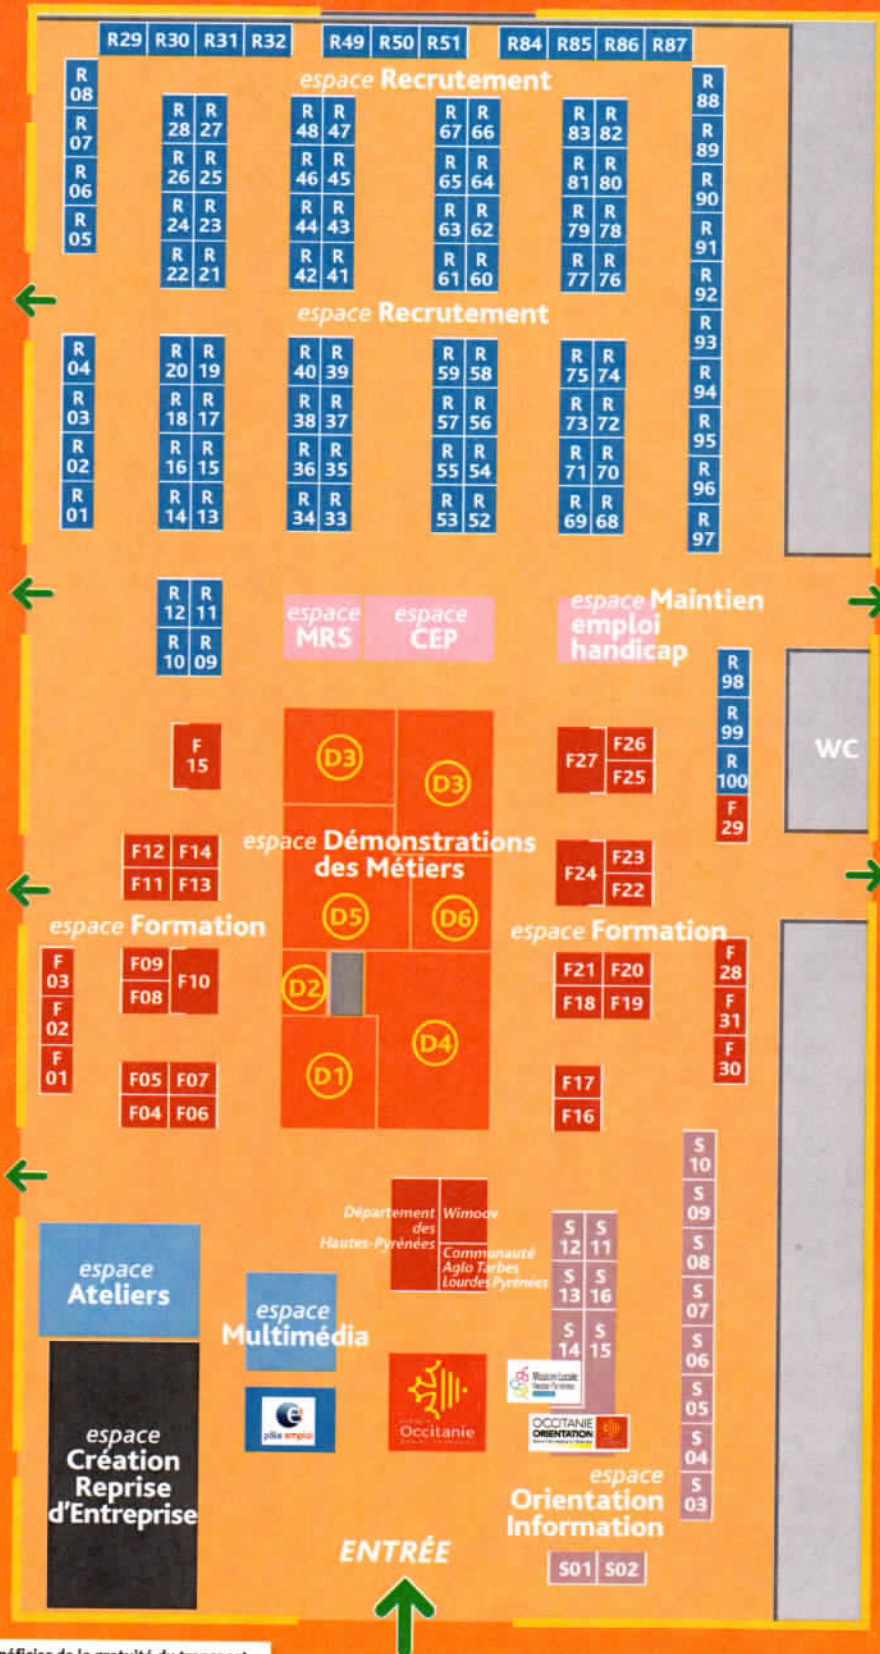 R29 R30 R31 R32 R49 R50 R51 R84 R85 R86 R87
espace Recrutement
R 08
R 07
R 06
R 05
R 28 R 27
R 26 R 25
R 24 R 23
R 22 R 21
R 48 R 47
R 46 R 45
R 44 R 43
R 42 R 41
R 67 R 66
R 65 R 64
R 63 R 62
R 61 R 60
R 83 R 82
R 81 R 80
R 79 R 78
R 77 R 76
R 88
R 89
R 90
R 91
R 92
R 93
R 94
R 95
R 96
R 97
espace Recrutement
R 04
R 03
R 02
R 01
R 20 R 19
R 18 R 17
R 16 R 15
R 14 R 13
R 40 R 39
R 38 R 37
R 36 R 35
R 34 R 33
R 59 R 58
R 57 R 56
R 55 R 54
R 53 R 52
R 75 R 74
R 73 R 72
R 71 R 70
R 69 R 68
R 12 R 11
R 10 R 09
espace
MRS
espace
CEP
espace Maintien
emploi
handicap
R 98
R 99
R 100
F 29
WC
F 15
D3
D3
F27 F26
F25
espace Démonstrations
des Métiers
F12 F14
F11 F13
F24 F23
F22
D5 D6
espace Formation
espace Formation
F 03
F 02
F 01
F09 F10
F08
D2
D4
D1
F21 F20
F18 F19
F 28
F 31
F 30
F05 F07
F04 F06
F17
F16
S 10
S 09
S 08
S 07
S 06
S 05
S 04
S 03
Département
des
Hautes-Pyrénées
Wimoov
Communauté
Aglo Tarbes
Lourdes Pyrénées
S 12 S 11
S 13 S 16
S 14 S 15
espace
Ateliers
espace
Multimédia
pôle emploi
Occitanie
Mission Locale
OCCITANIE
ORIENTATION
espace
Création
Reprise
d'Entreprise
espace
Orientation
Information
ENTRÉE
S01 S02